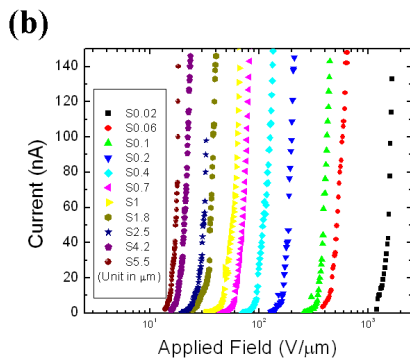 (b)
140
120
100
80
60
40
20
0
Current (nA)
S0.02
S0.06
S0.1
S0.2
S0.4
S0.7
S1
S1.8
S2.5
S4.2
S5.5
(Unit in μm)
10¹ 10² 10³
Applied Field (V/μm)